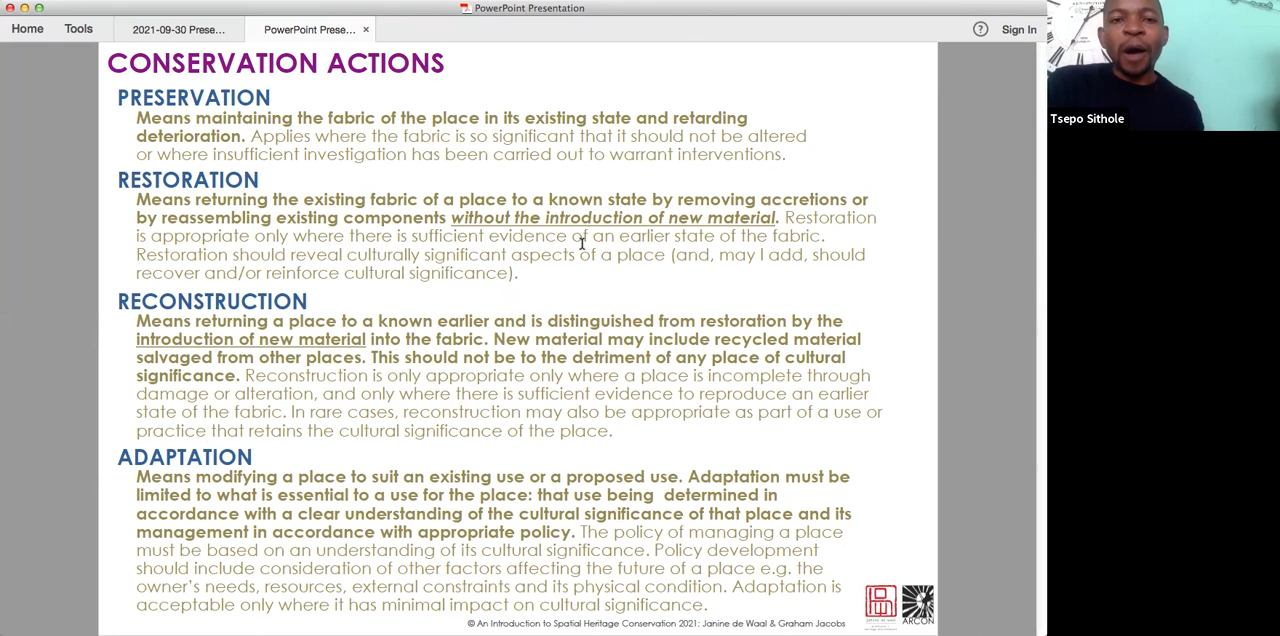 PowerPoint Presentation
Home Tools 2021-09-30 Prese... PowerPoint Prese... × ? Sign In
CONSERVATION ACTIONS
PRESERVATION
Means maintaining the fabric of the place in its existing state and retarding
deterioration. Applies where the fabric is so significant that it should not be altered
or where insufficient investigation has been carried out to warrant interventions.
RESTORATION
Means returning the existing fabric of a place to a known state by removing accretions or
by reassembling existing components without the introduction of new material. Restoration
is appropriate only where there is sufficient evidence of an earlier state of the fabric.
Restoration should reveal culturally significant aspects of a place (and, may I add, should
recover and/or reinforce cultural significance).
RECONSTRUCTION
Means returning a place to a known earlier and is distinguished from restoration by the
introduction of new material into the fabric. New material may include recycled material
salvaged from other places. This should not be to the detriment of any place of cultural
significance. Reconstruction is only appropriate only where a place is incomplete through
damage or alteration, and only where there is sufficient evidence to reproduce an earlier
state of the fabric. In rare cases, reconstruction may also be appropriate as part of a use or
practice that retains the cultural significance of the place.
ADAPTATION
Means modifying a place to suit an existing use or a proposed use. Adaptation must be
limited to what is essential to a use for the place: that use being determined in
accordance with a clear understanding of the cultural significance of that place and its
management in accordance with appropriate policy. The policy of managing a place
must be based on an understanding of its cultural significance. Policy development
should include consideration of other factors affecting the future of a place e.g. the
owner's needs, resources, external constraints and its physical condition. Adaptation is
acceptable only where it has minimal impact on cultural significance.
ARCON
© An Introduction to Spatial Heritage Conservation 2021: Janine de Waal & Graham Jacobs
Tsepo Sithole